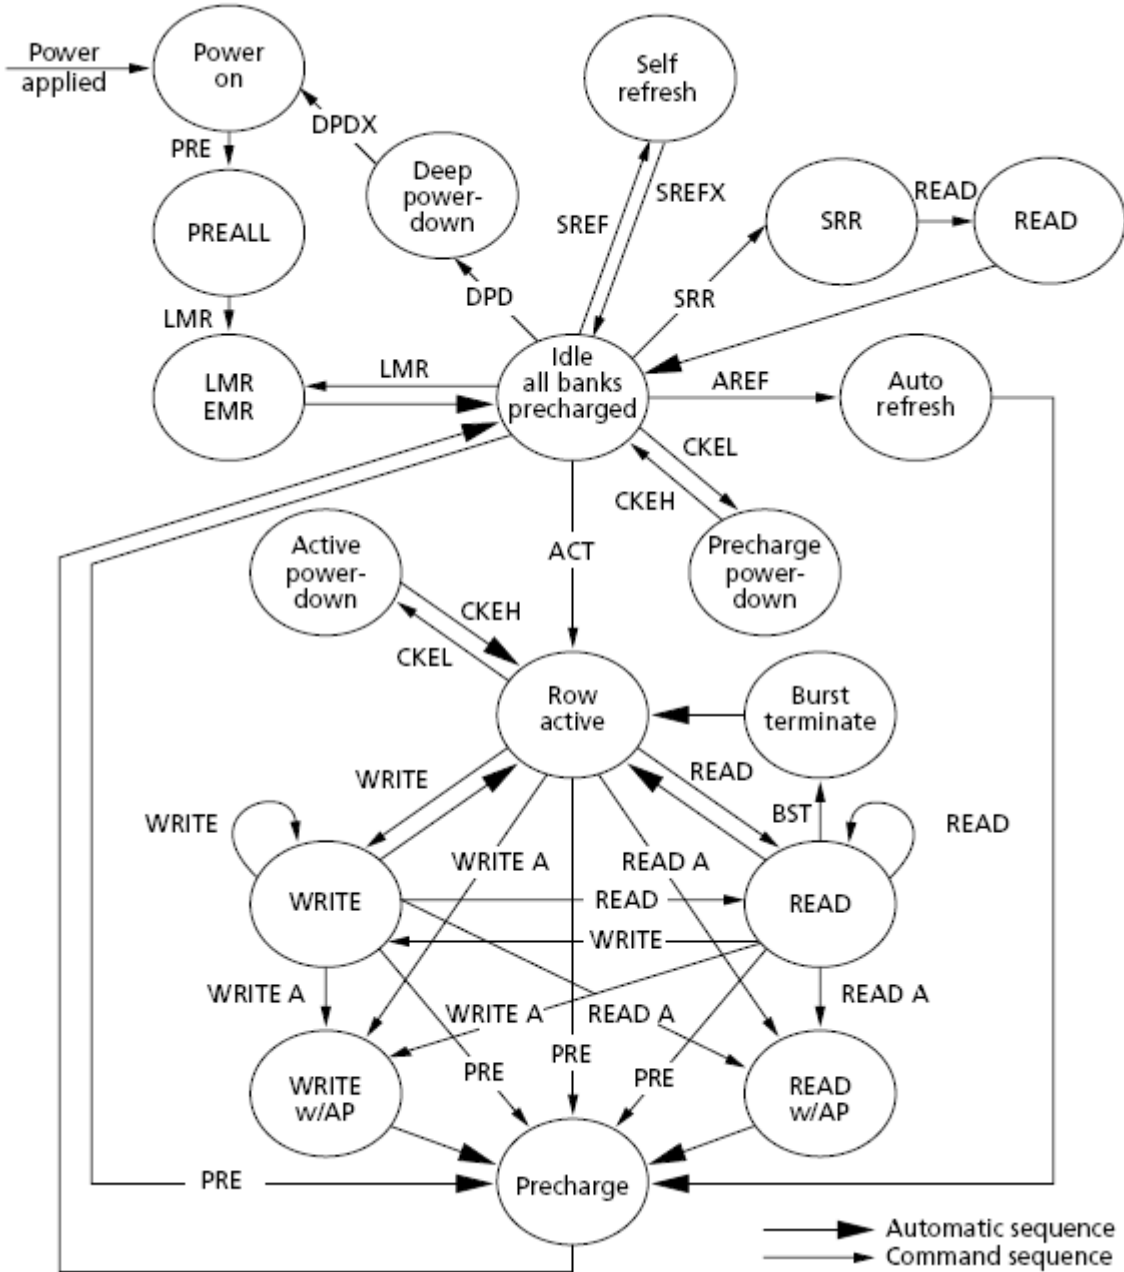 Power
applied
Power
on
Self
refresh
DPDX
PRE
Deep
power-
down
SREFX
READ
PREALL
SREF
SRR
READ
LMR
DPD
SRR
LMR
EMR
LMR
Idle
all banks
precharged
AREF
Auto
refresh
CKEL
CKEH
Active
power-
down
ACT
Precharge
power-
down
CKEH
CKEL
Row
active
Burst
terminate
WRITE
READ
BST
WRITE
READ
WRITE A
READ A
WRITE
READ
READ
WRITE
WRITE A
READ A
WRITE A
READ A
PRE
PRE
PRE
WRITE
w/AP
READ
w/AP
PRE
Precharge
Automatic sequence
Command sequence